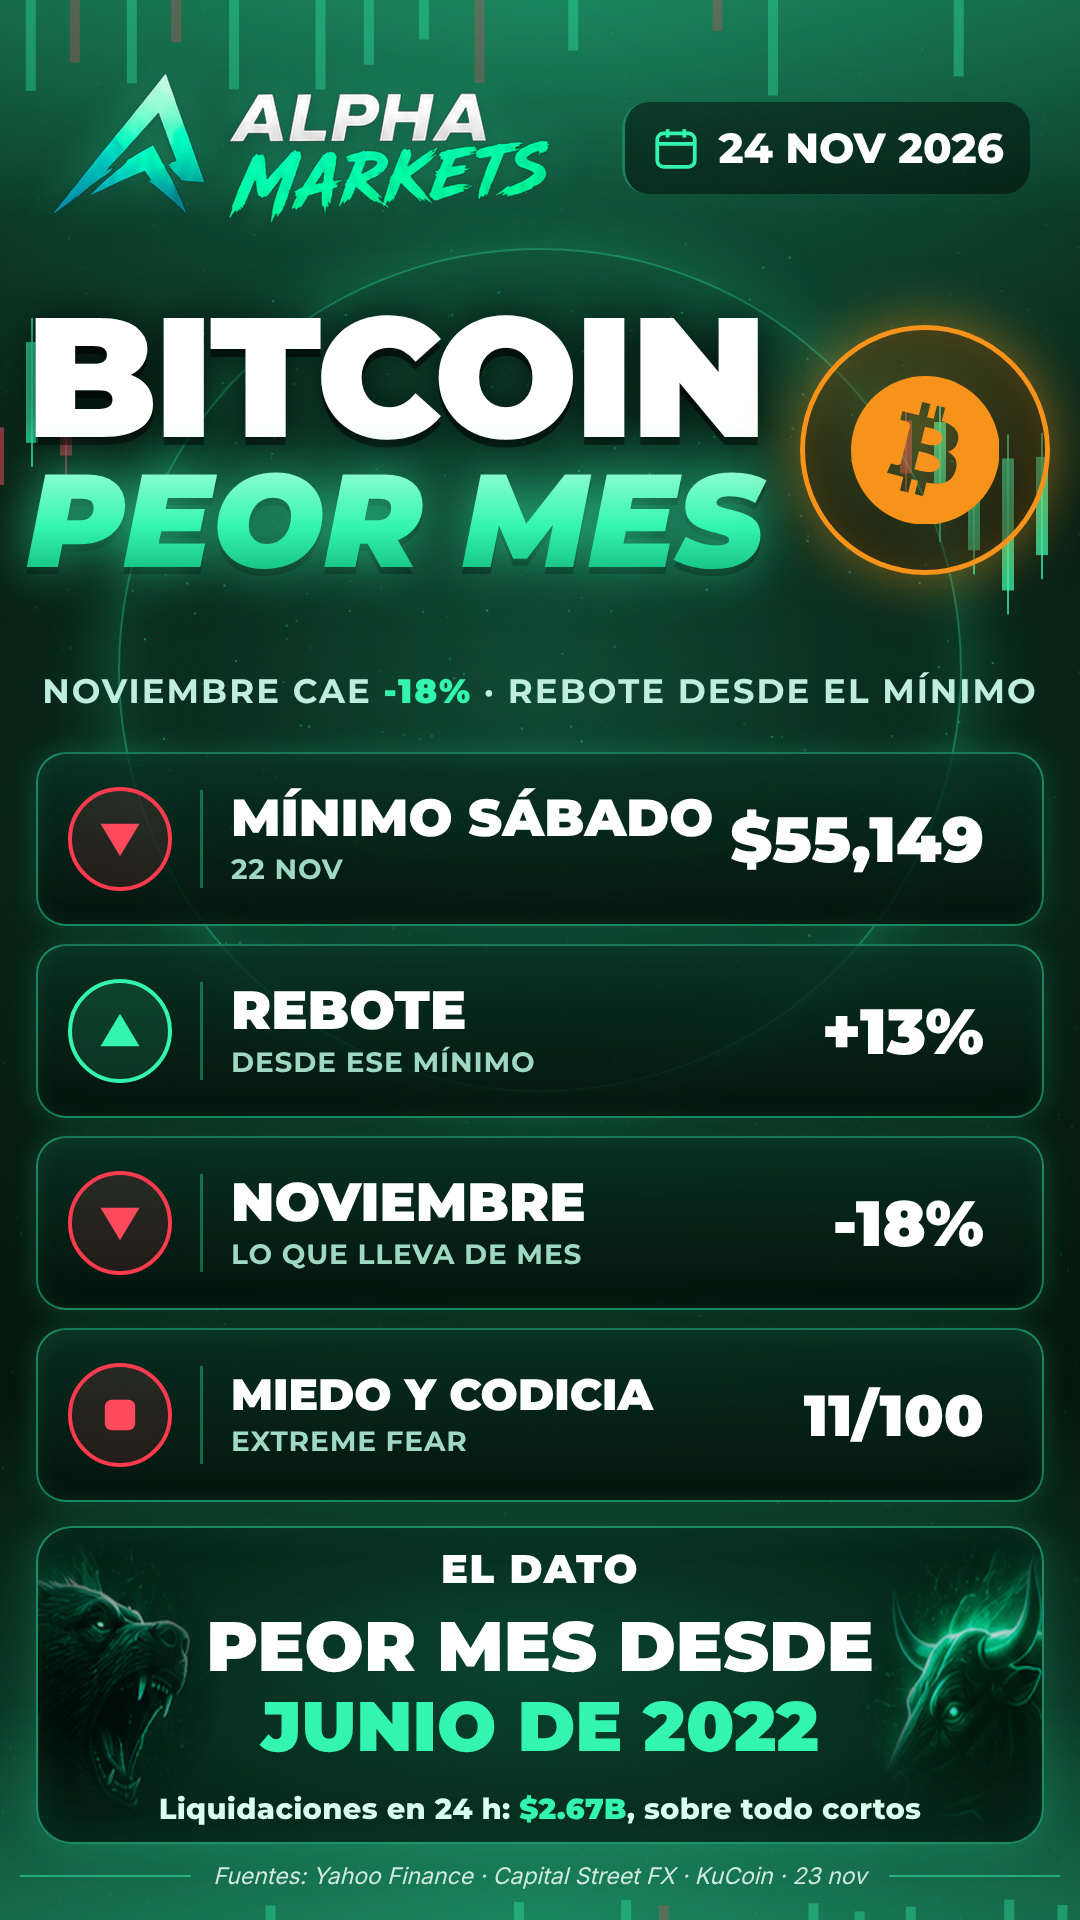 ALPHA
MARKETS
24 NOV 2026
BITCOIN
PEOR MES
NOVIEMBRE CAE -18% · REBOTE DESDE EL MÍNIMO
MÍNIMO SÁBADO
22 NOV
$55,149
REBOTE
DESDE ESE MÍNIMO
+13%
NOVIEMBRE
LO QUE LLEVA DE MES
-18%
MIEDO Y CODICIA
EXTREME FEAR
11/100
EL DATO
PEOR MES DESDE
JUNIO DE 2022
Liquidaciones en 24 h: $2.67B, sobre todo cortos
Fuentes: Yahoo Finance · Capital Street FX · KuCoin · 23 nov